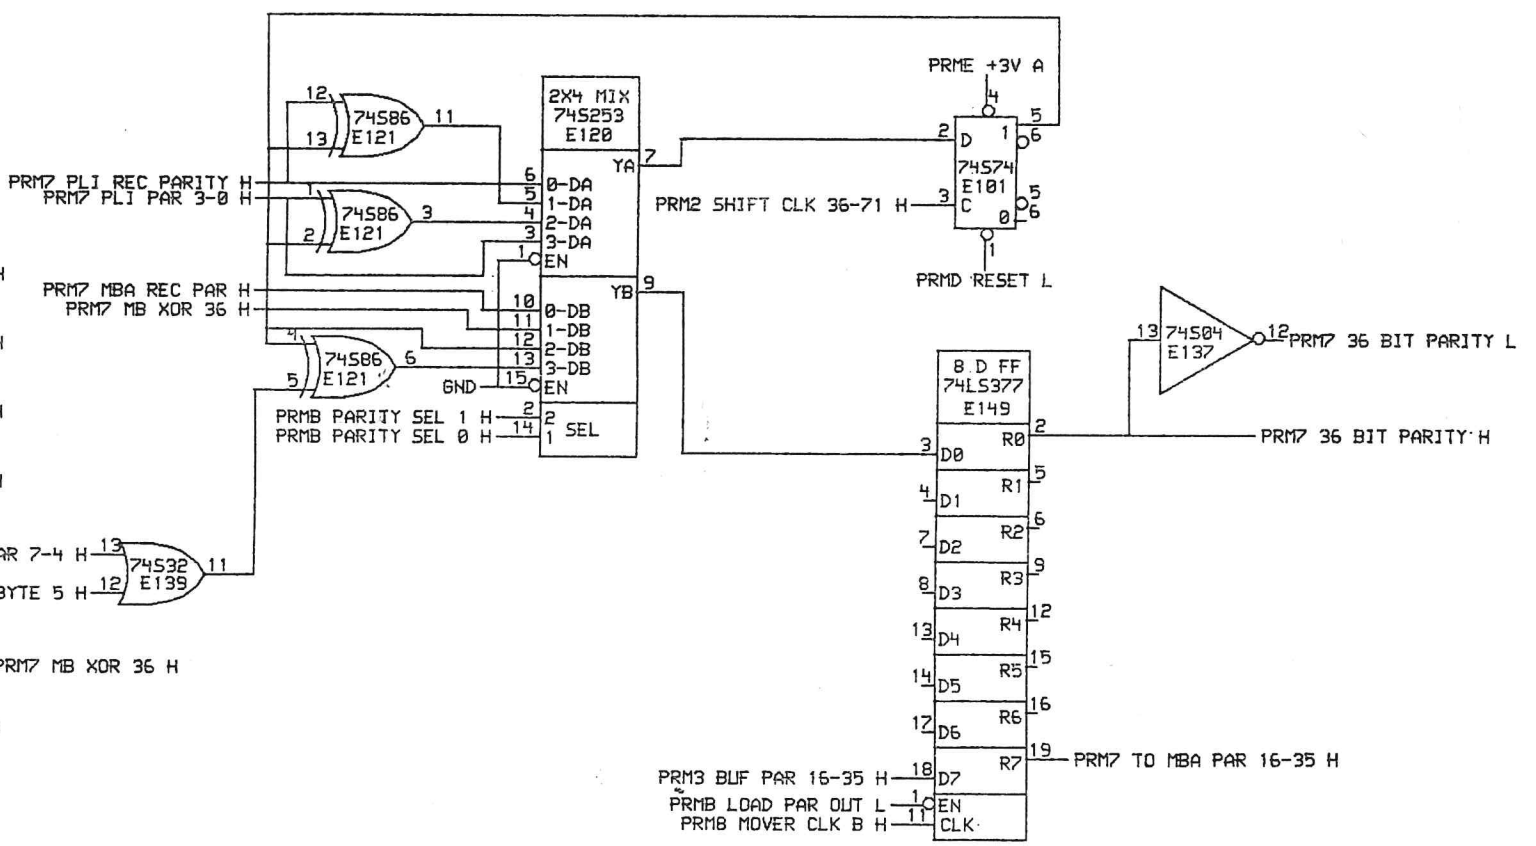 PRME +3V A
4
12
13
74S86
E121
11
2X4 MIX
74S253
E120
2
D
1
5
6
74S74
E101
3
C
0
5
6
1
PRM2 SHIFT CLK 36-71 H
PRMD RESET L
PRM7 PLI REC PARITY H
PRM7 PLI PAR 3-0 H
1
2
74S86
E121
3
YA
7
6
0-DA
5
1-DA
4
2-DA
3
3-DA
1
EN
H
PRM7 MBA REC PAR H
PRM7 MB XOR 36 H
YB
9
10
0-DB
11
1-DB
12
2-DB
13
3-DB
15
EN
GND
H
4
5
74S86
E121
6
PRMB PARITY SEL 1 H
2
2
PRMB PARITY SEL 0 H
14
1
SEL
13
74S04
E137
12
PRM7 36 BIT PARITY L
8 D FF
74LS377
E149
3
D0
R0
2
PRM7 36 BIT PARITY H
4
D1
R1
5
7
D2
R2
6
8
D3
R3
9
13
D4
R4
12
14
D5
R5
15
17
D6
R6
16
18
D7
R7
19
PRM7 TO MBA PAR 16-35 H
PRM3 BUF PAR 16-35 H
PRMB LOAD PAR OUT L
1
EN
PRMB MOVER CLK B H
11
CLK
AR 7-4 H
13
BYTE 5 H
12
74S32
E139
11
PRM7 MB XOR 36 H